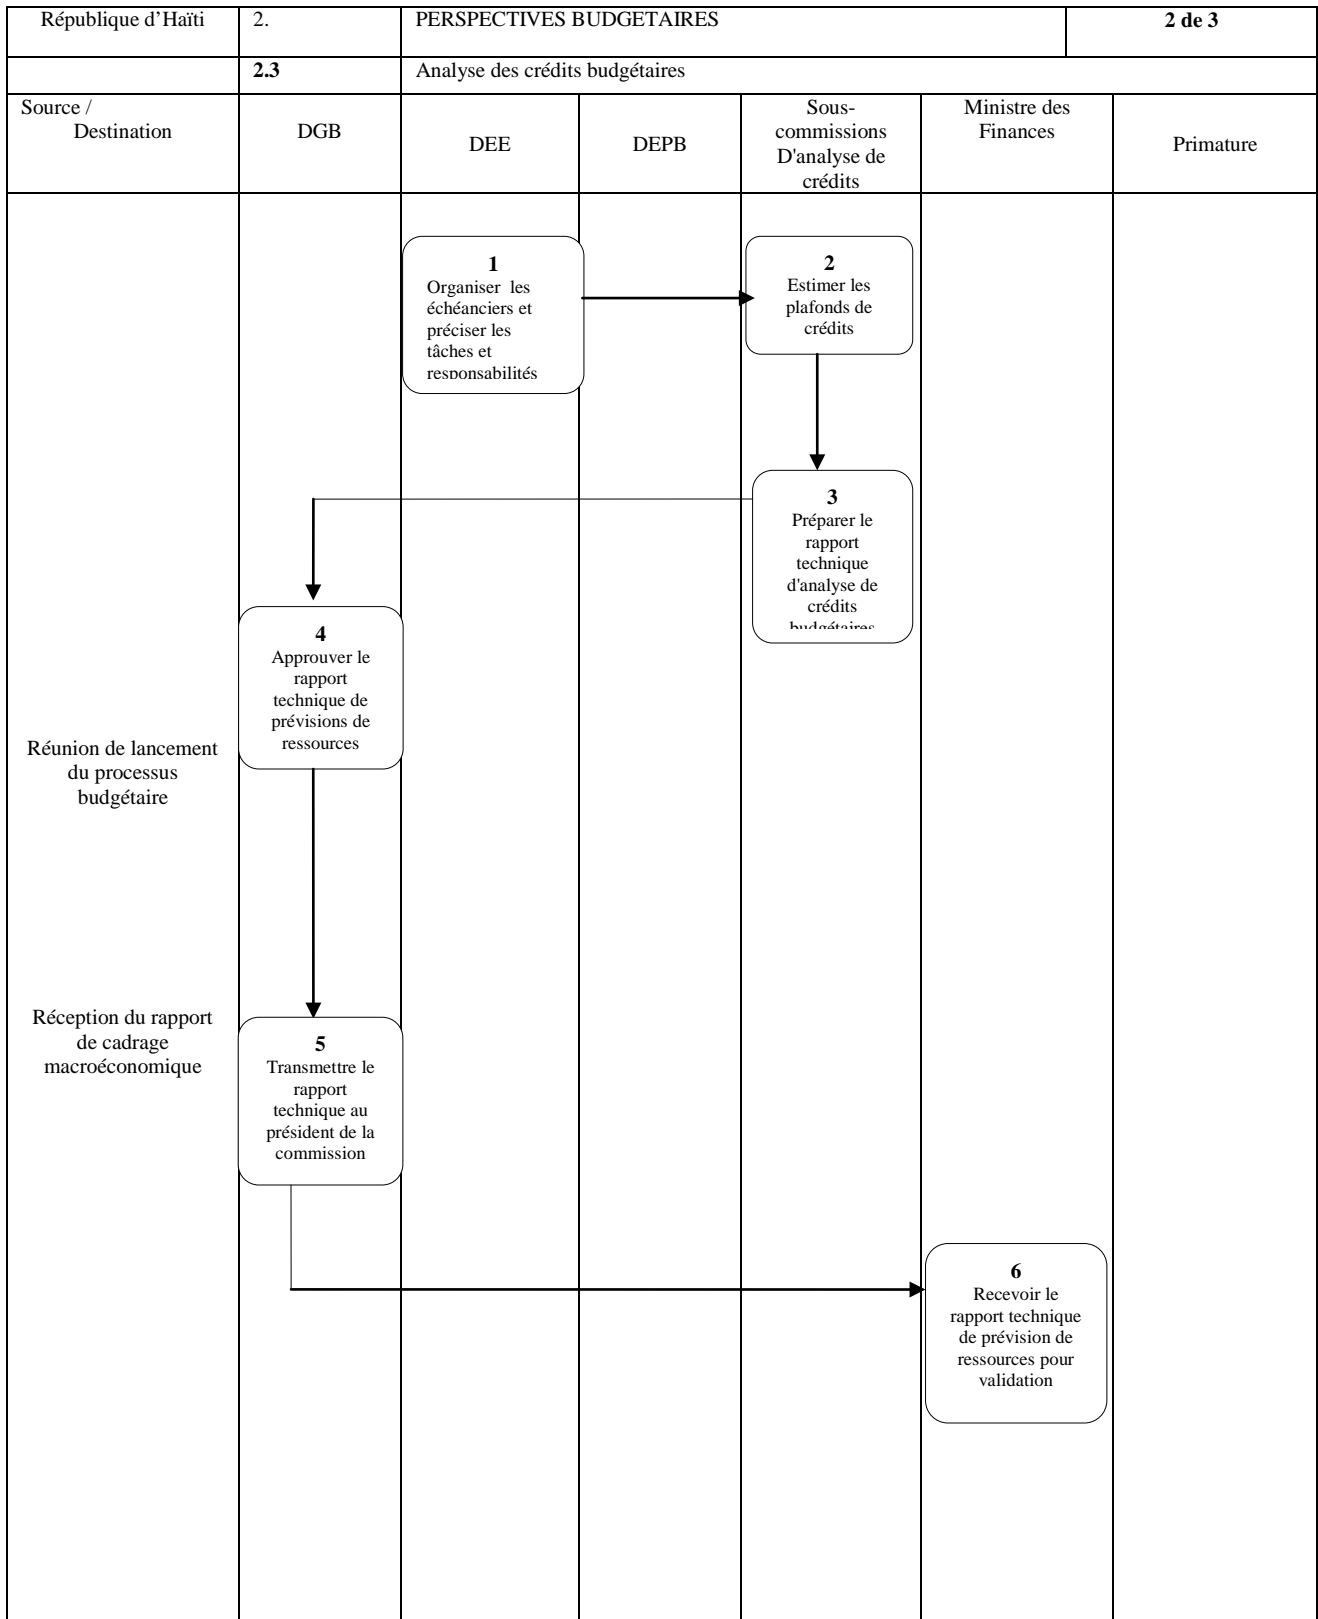 République d'Haïti
2.
PERSPECTIVES BUDGETAIRES
2 de 3
2.3
Analyse des crédits budgétaires
Source /
Destination
DGB
DEE
DEPB
Sous-
commissions
D'analyse de
crédits
Ministre des
Finances
Primature
1
Organiser les
échéanciers et
préciser les
tâches et
responsabilités
2
Estimer les
plafonds de
crédits
3
Préparer le
rapport
technique
d'analyse de
crédits
budgétaires
4
Approuver le
rapport
technique de
prévisions de
ressources
Réunion de lancement
du processus
budgétaire
Réception du rapport
de cadrage
macroéconomique
5
Transmettre le
rapport
technique au
président de la
commission
6
Recevoir le
rapport technique
de prévision de
ressources pour
validation